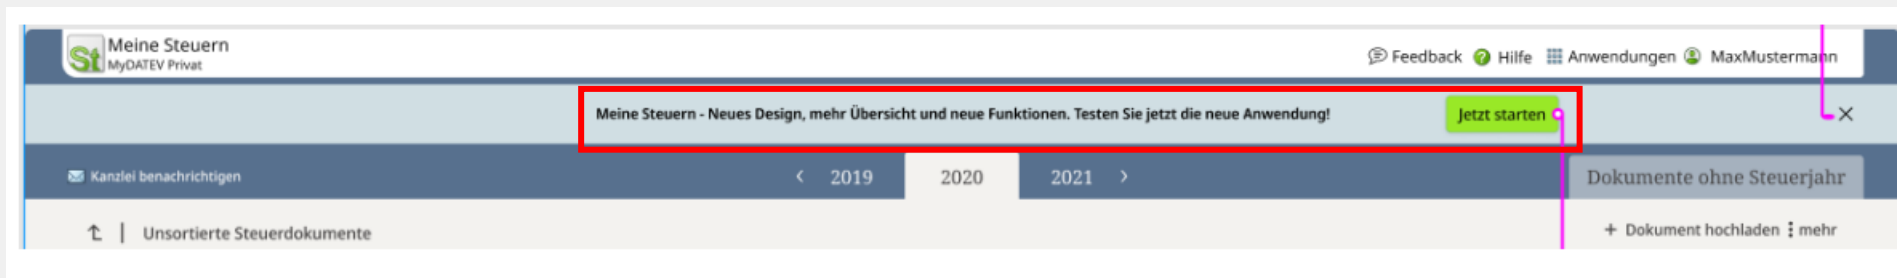 St Meine Steuern
MyDATEV Privat
Feedback Hilfe Anwendungen MaxMustermann
Meine Steuern - Neues Design, mehr Übersicht und neue Funktionen. Testen Sie jetzt die neue Anwendung! Jetzt starten
Kanzlei benachrichtigen 2019 2020 2021 Dokumente ohne Steuerjahr
Unsortierte Steuerdokumente + Dokument hochladen mehr